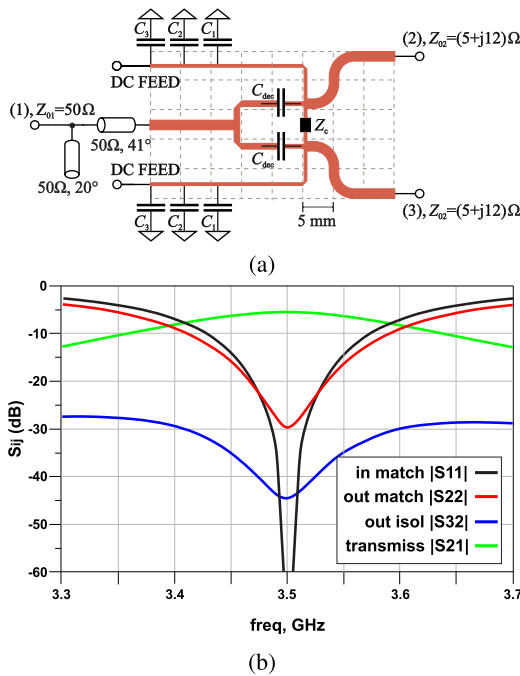 (a)
C₃ C₂ C₁
(2), Z₀₂=(5+j12)Ω
DC FEED
C_dec
(1), Z₀₁=50Ω
Z_c
50Ω, 41°
C_dec
DC FEED
50Ω, 20°
C₃ C₂ C₁
5 mm
(3), Z₀₂=(5+j12)Ω
(a)
0
-10
-20
-30
-40
-50
-60
Sij (dB)
in match |S11|
out match |S22|
out isol |S32|
transmiss |S21|
3.3 3.4 3.5 3.6 3.7
freq, GHz
(b)